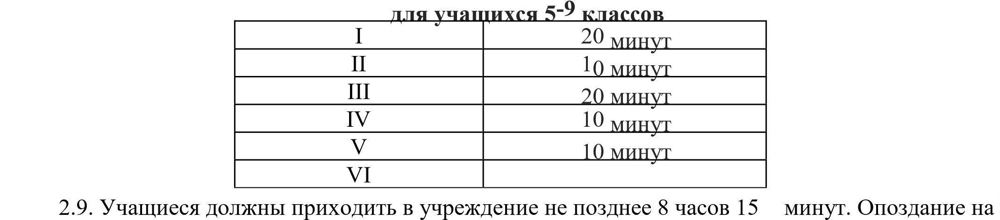 для учащихся 5-9 классов
I 20 минут
II 10 минут
III 20 минут
IV 10 минут
V 10 минут
VI
2.9. Учащиеся должны приходить в учреждение не позднее 8 часов 15 минут. Опоздание на